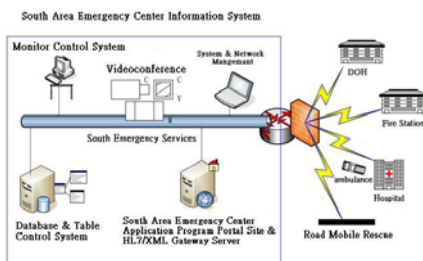 South Area Emergency Center Information System
Monitor Control System
Videoconference
System & Network
Mangemant
C
C
V
South Emergency Services
Database & Table
Control System
South Area Emergency Center
Application Program Portal Site &
HL7/XML Gateway Server
DOH
Fire Station
ambulance
Hospital
Road Mobile Rescue